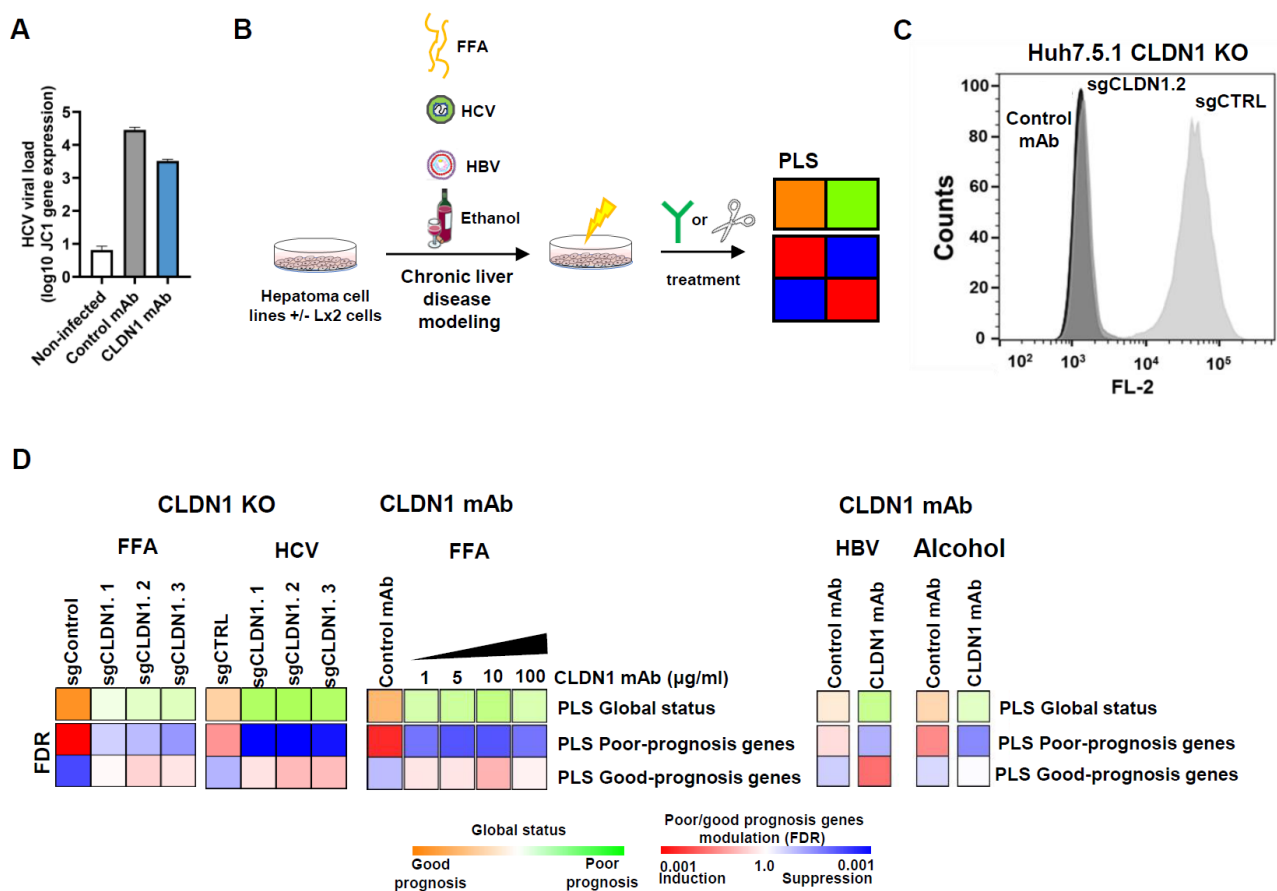 A
HCV viral load
(log10 JC1 gene expression)
5
4
3
2
1
0
Non-infected
Control mAb
CLDN1 mAb
B
FFA
HCV
HBV
Ethanol
Hepatoma cell
lines +/- Lx2 cells
Chronic liver
disease
modeling
or
treatment
PLS
C
Huh7.5.1 CLDN1 KO
sgCLDN1.2
Control
mAb
sgCTRL
Counts
100
80
60
40
20
0
10² 10³ 10⁴ 10⁵
FL-2
D
CLDN1 KO
FFA
HCV
sgControl
sgCLDN1. 1
sgCLDN1. 2
sgCLDN1. 3
sgCTRL
sgCLDN1. 1
sgCLDN1. 2
sgCLDN1. 3
FDR
CLDN1 mAb
FFA
Control mAb
1 5 10 100 CLDN1 mAb (µg/ml)
PLS Global status
PLS Poor-prognosis genes
PLS Good-prognosis genes
CLDN1 mAb
HBV Alcohol
Control mAb
CLDN1 mAb
Control mAb
CLDN1 mAb
PLS Global status
PLS Poor-prognosis genes
PLS Good-prognosis genes
Global status
Good
prognosis
Poor
prognosis
Poor/good prognosis genes
modulation (FDR)
0.001 1.0 0.001
Induction Suppression